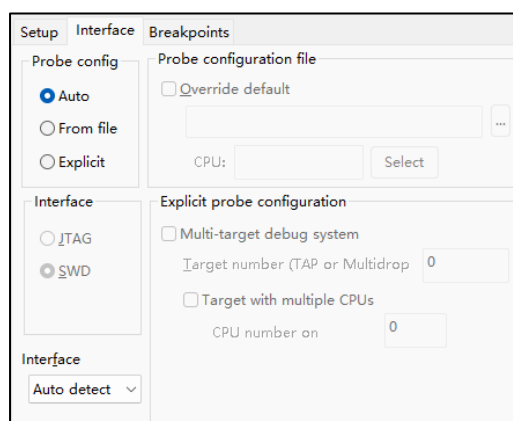 Setup Interface Breakpoints
Probe config
Auto
From file
Explicit
Probe configuration file
Override default
...
CPU:
Select
Interface
JTAG
SWD
Explicit probe configuration
Multi-target debug system
Target number (TAP or Multidrop 0
Target with multiple CPUs
CPU number on 0
Interface
Auto detect